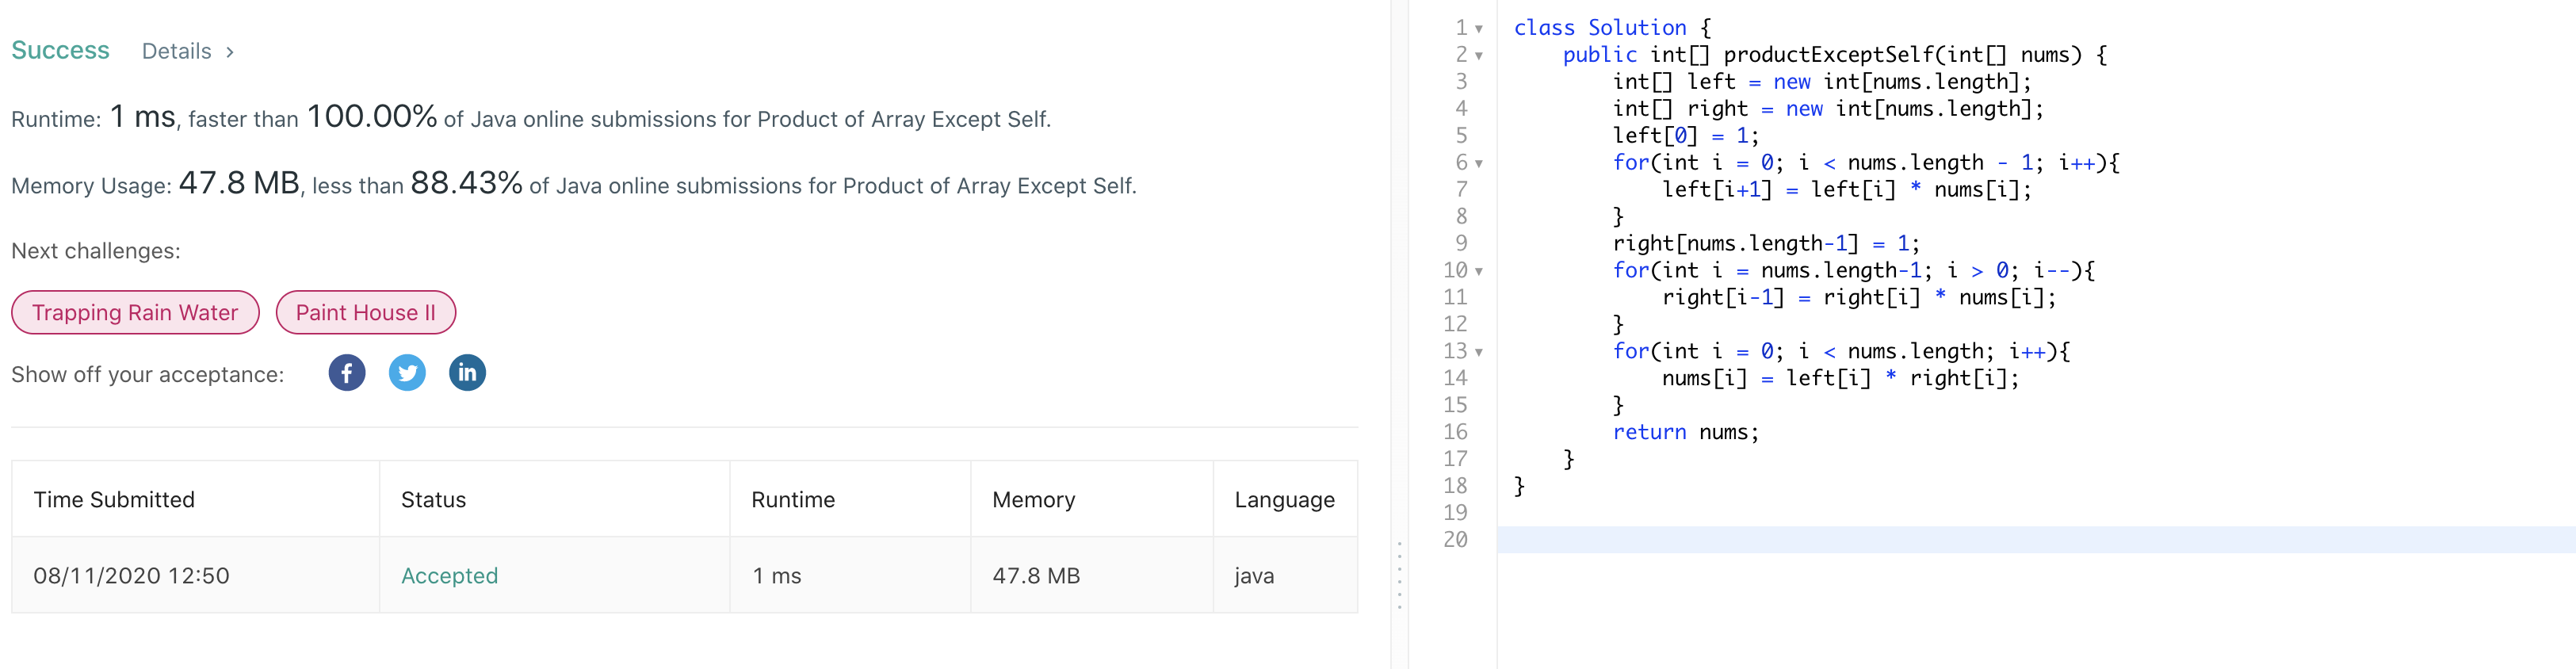 Success Details >
Runtime: 1 ms, faster than 100.00% of Java online submissions for Product of Array Except Self.
Memory Usage: 47.8 MB, less than 88.43% of Java online submissions for Product of Array Except Self.
Next challenges:
Trapping Rain Water Paint House II
Show off your acceptance: f in
Time Submitted Status Runtime Memory Language
08/11/2020 12:50 Accepted 1 ms 47.8 MB java
1 class Solution {
2     public int[] productExceptSelf(int[] nums) {
3         int[] left = new int[nums.length];
4         int[] right = new int[nums.length];
5         left[0] = 1;
6         for(int i = 0; i < nums.length - 1; i++){
7             left[i+1] = left[i] * nums[i];
8         }
9         right[nums.length-1] = 1;
10         for(int i = nums.length-1; i > 0; i--){
11             right[i-1] = right[i] * nums[i];
12         }
13         for(int i = 0; i < nums.length; i++){
14             nums[i] = left[i] * right[i];
15         }
16         return nums;
17     }
18 }
19
20